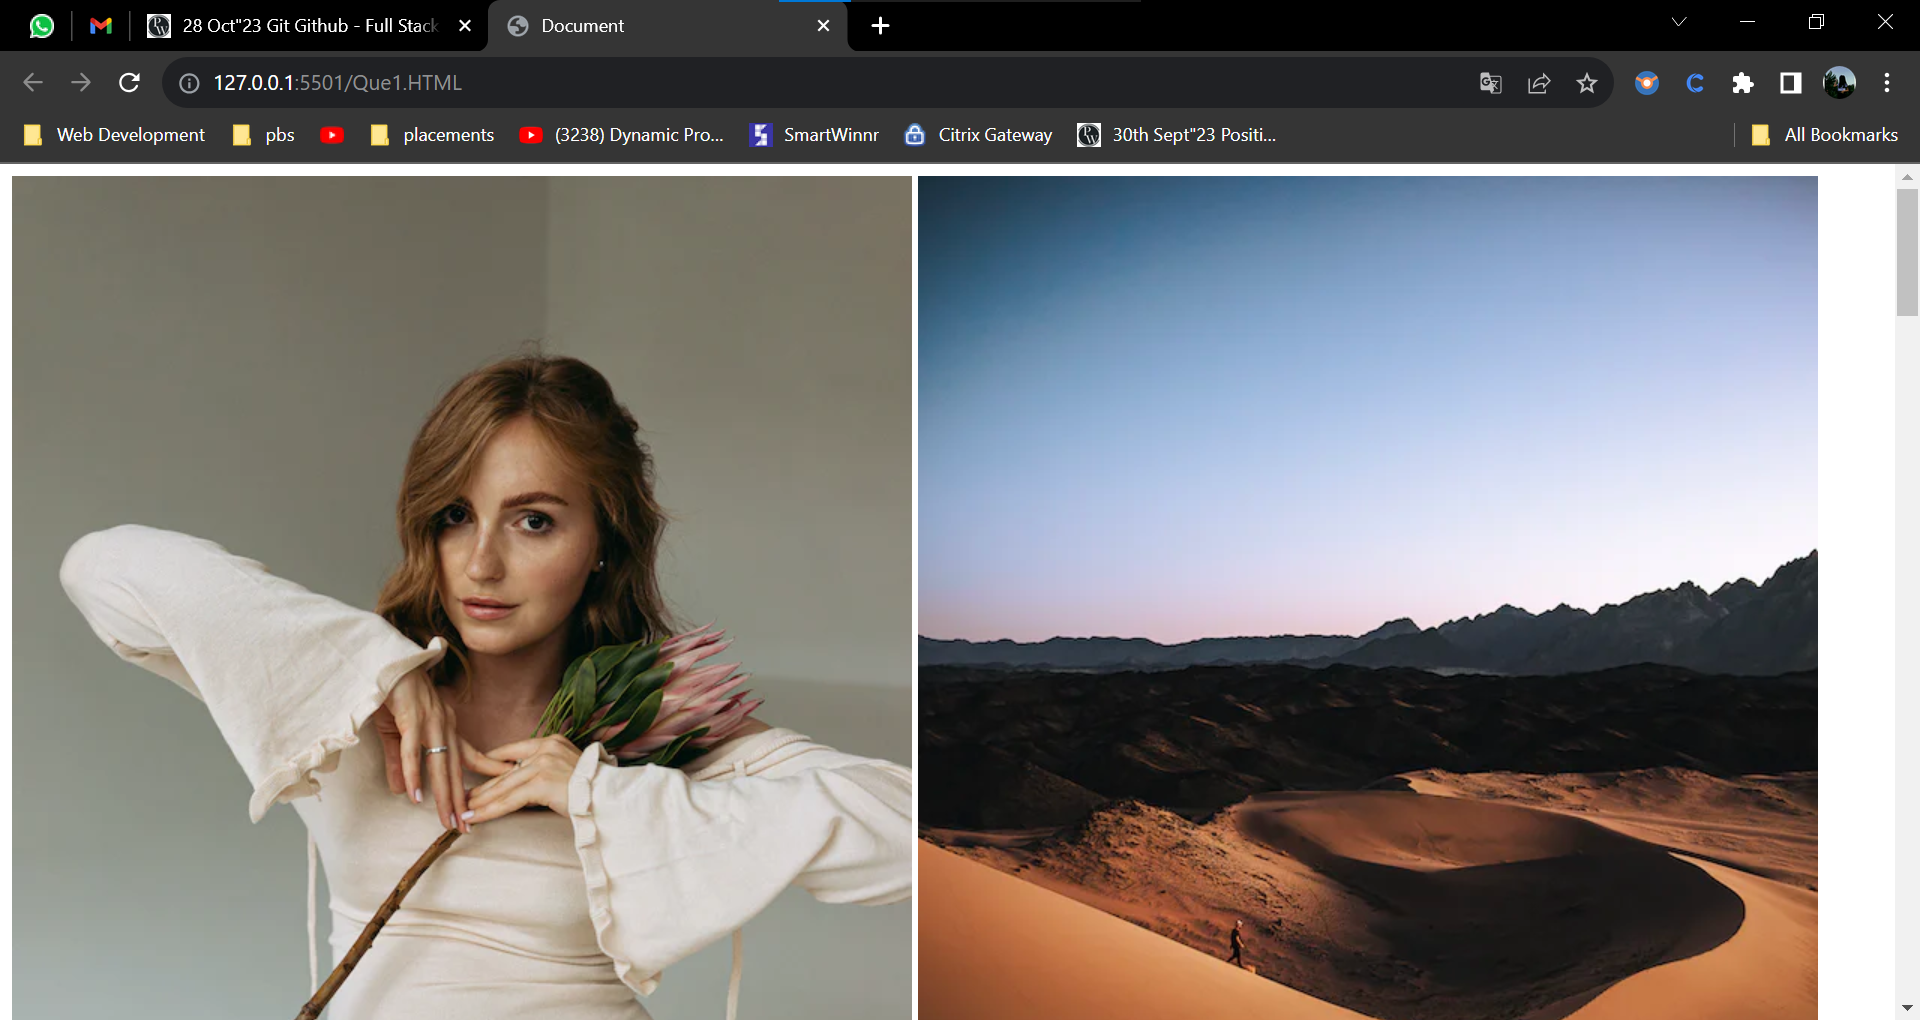 28 Oct"23 Git Github - Full Stack
Document
127.0.0.1:5501/Que1.HTML
Web Development pbs placements (3238) Dynamic Pro... SmartWinnr Citrix Gateway 30th Sept"23 Positi... All Bookmarks